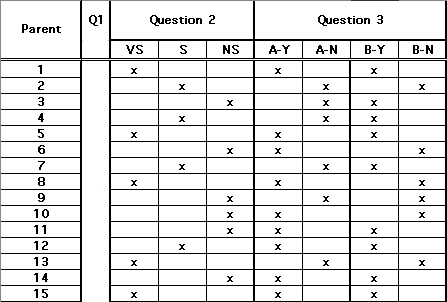 Parent Q1 Question 2 Question 3
VS S NS A-Y A-N B-Y B-N
1 x x x
2 x x x
3 x x x
4 x x x
5 x x x
6 x x x
7 x x x
8 x x x
9 x x x
10 x x x
11 x x x
12 x x x
13 x x x
14 x x x
15 x x x